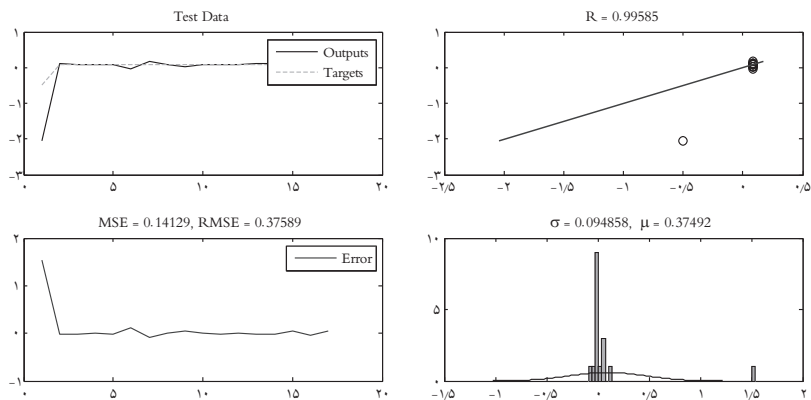 Test Data
۱
۰
−۱
−۲
−۳
Outputs
Targets
۰ ۵ ۱۰ ۱۵ ۲۰
R = 0.99585
۱
۰
−۱
−۲
−۳
−۲/۵ −۲ −۱/۵ −۱ −۰/۵ ۰ ۰/۵
MSE = 0.14129, RMSE = 0.37589
۲
۱
۰
−۱
Error
۰ ۵ ۱۰ ۱۵ ۲۰
σ = 0.094858, μ = 0.37492
۱۰
۵
۰
−۱/۵ −۱ −۰/۵ ۰ ۰/۵ ۱ ۱/۵ ۲